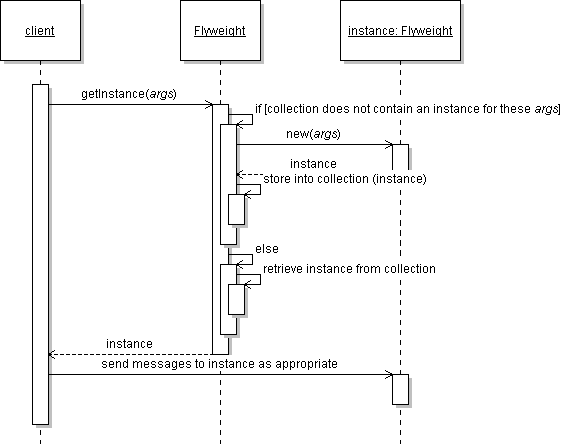 client
Flyweight
instance: Flyweight
getInstance(args)
if [collection does not contain an instance for these args]
new(args)
instance
store into collection (instance)
else
retrieve instance from collection
instance
send messages to instance as appropriate